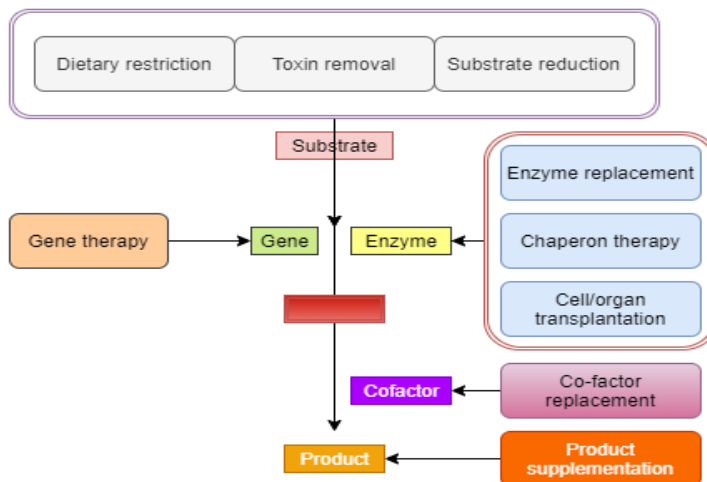 Dietary restriction
Toxin removal
Substrate reduction
Substrate
Enzyme replacement
Gene therapy
Gene
Enzyme
Chaperon therapy
Cell/organ
transplantation
Cofactor
Co-factor
replacement
Product
Product
supplementation